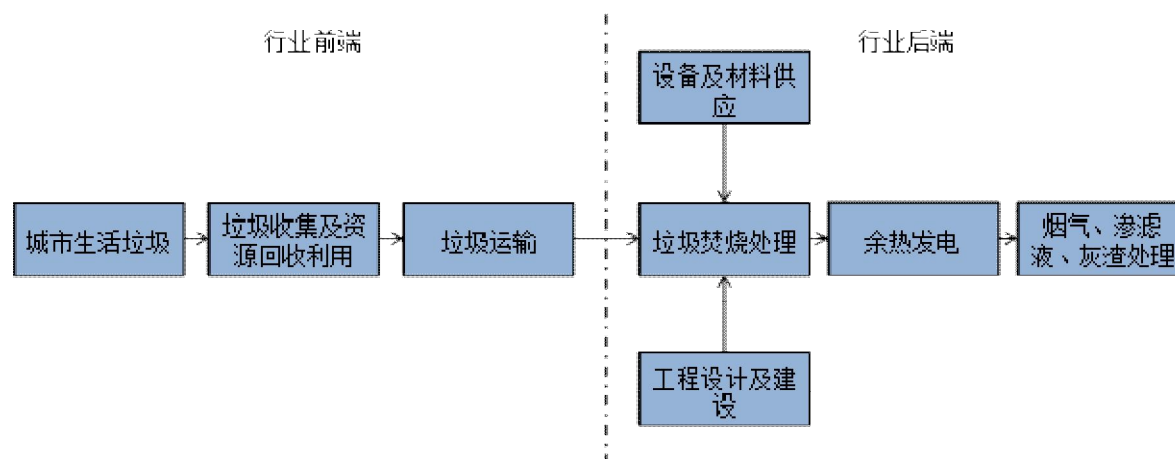 行业前端
行业后端
设备及材料供
应
城市生活垃圾
垃圾收集及资
源回收利用
垃圾运输
垃圾焚烧处理
余热发电
烟气、渗滤
液、灰渣处理
工程设计及建
设